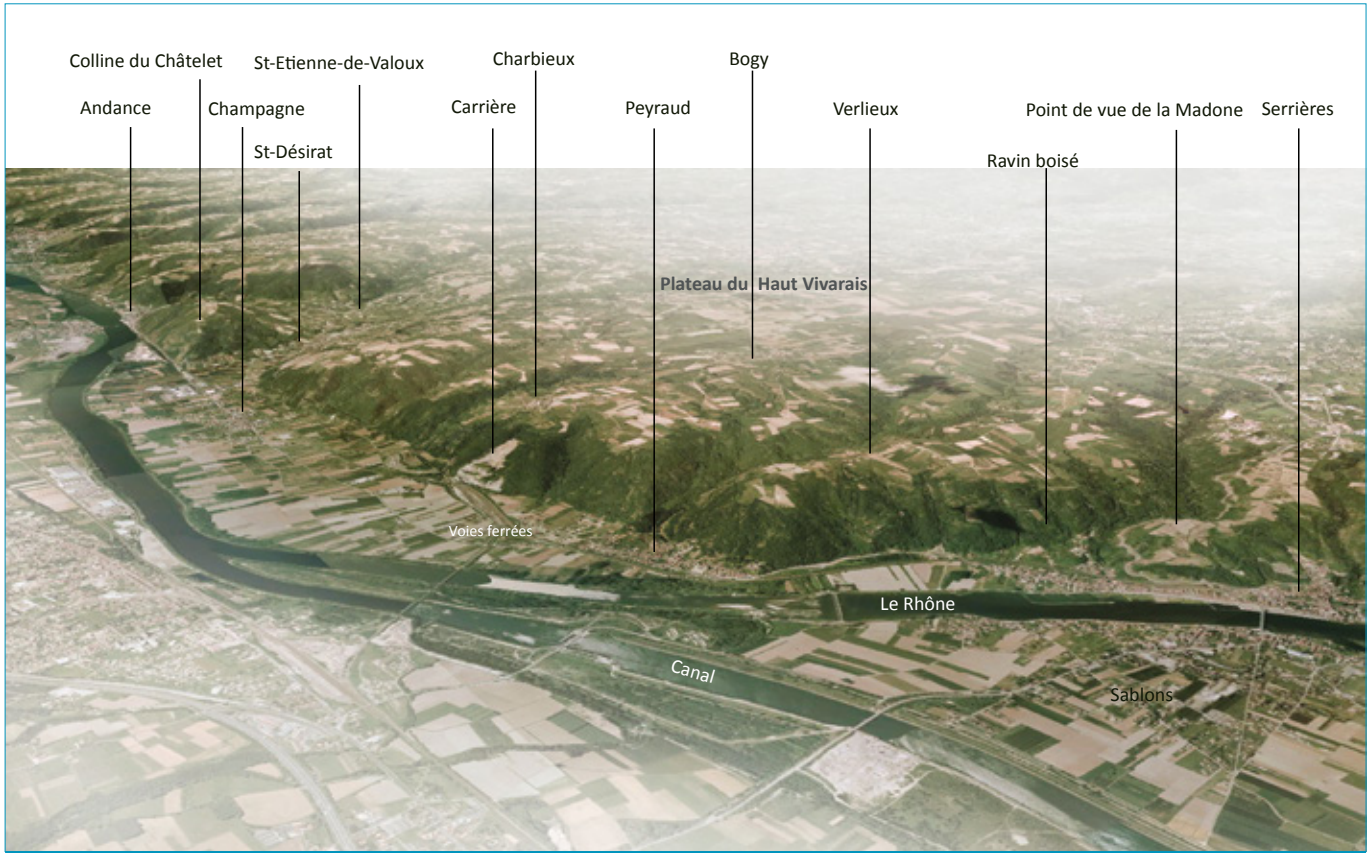 Colline du Châtelet
St-Etienne-de-Valoux
Charbieux
Bogy
Andance
Champagne
Carrière
Peyraud
Verlieux
Point de vue de la Madone
Serrières
St-Désirat
Ravin boisé
Plateau du Haut Vivarais
Voies ferrées
Le Rhône
Canal
Sablons